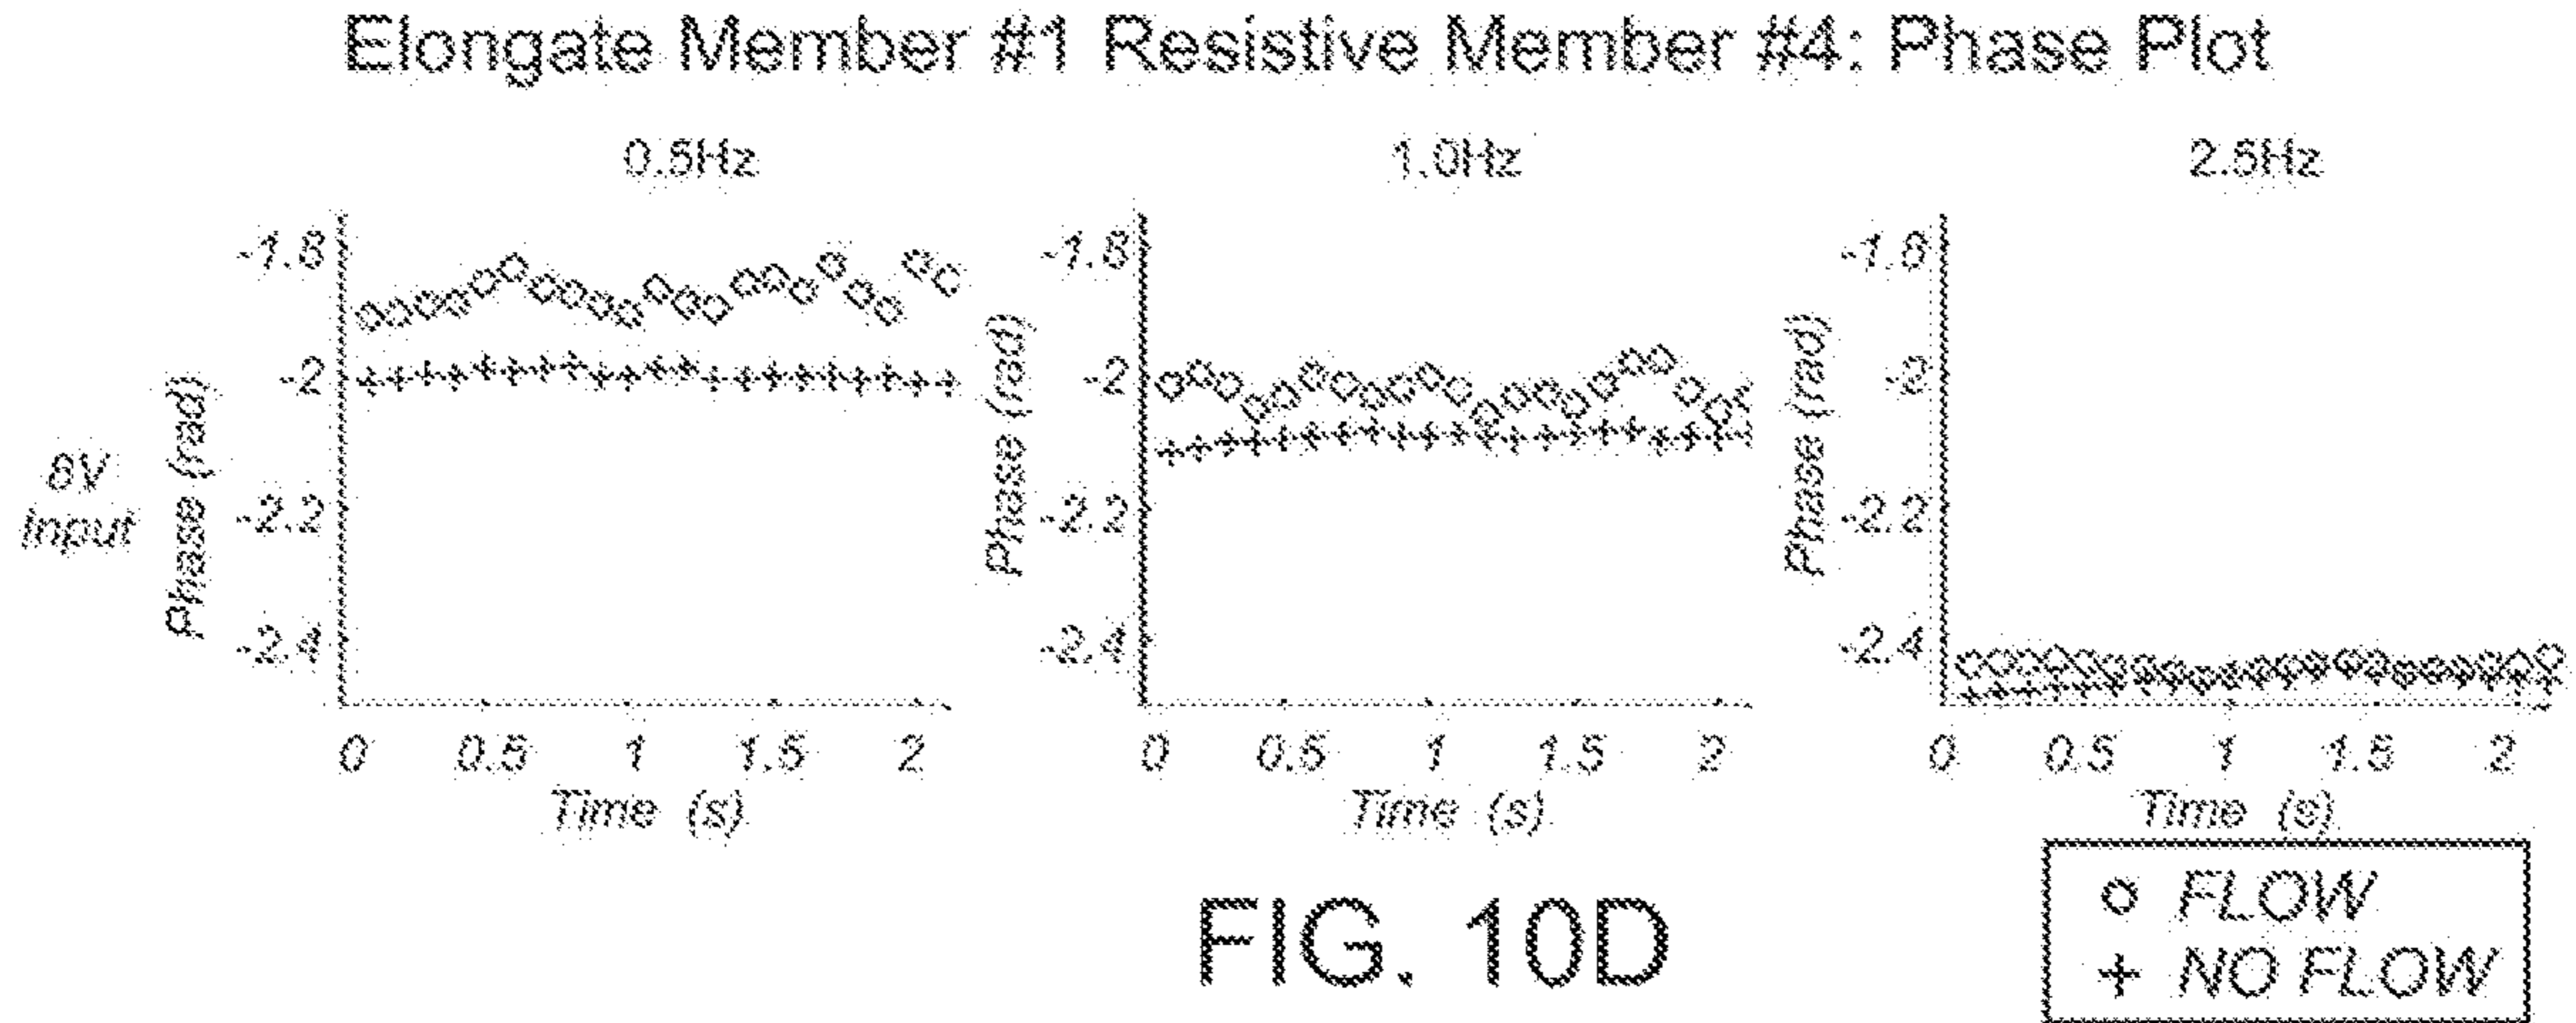 Elongate Member #1 Resistive Member #4: Phase Plot
0.5Hz
1.0Hz
2.5Hz
Input
Phase (rad)
-1.8
-2
-2.2
-2.4
0 0.5 1 1.5 2
Time (s)
Phase (rad)
-1.8
-2
-2.2
-2.4
0 0.5 1 1.5 2
Time (s)
Phase (rad)
-1.8
-2
-2.2
-2.4
0 0.5 1 1.5 2
Time (s)
FLOW
NO FLOW
FIG. 10D